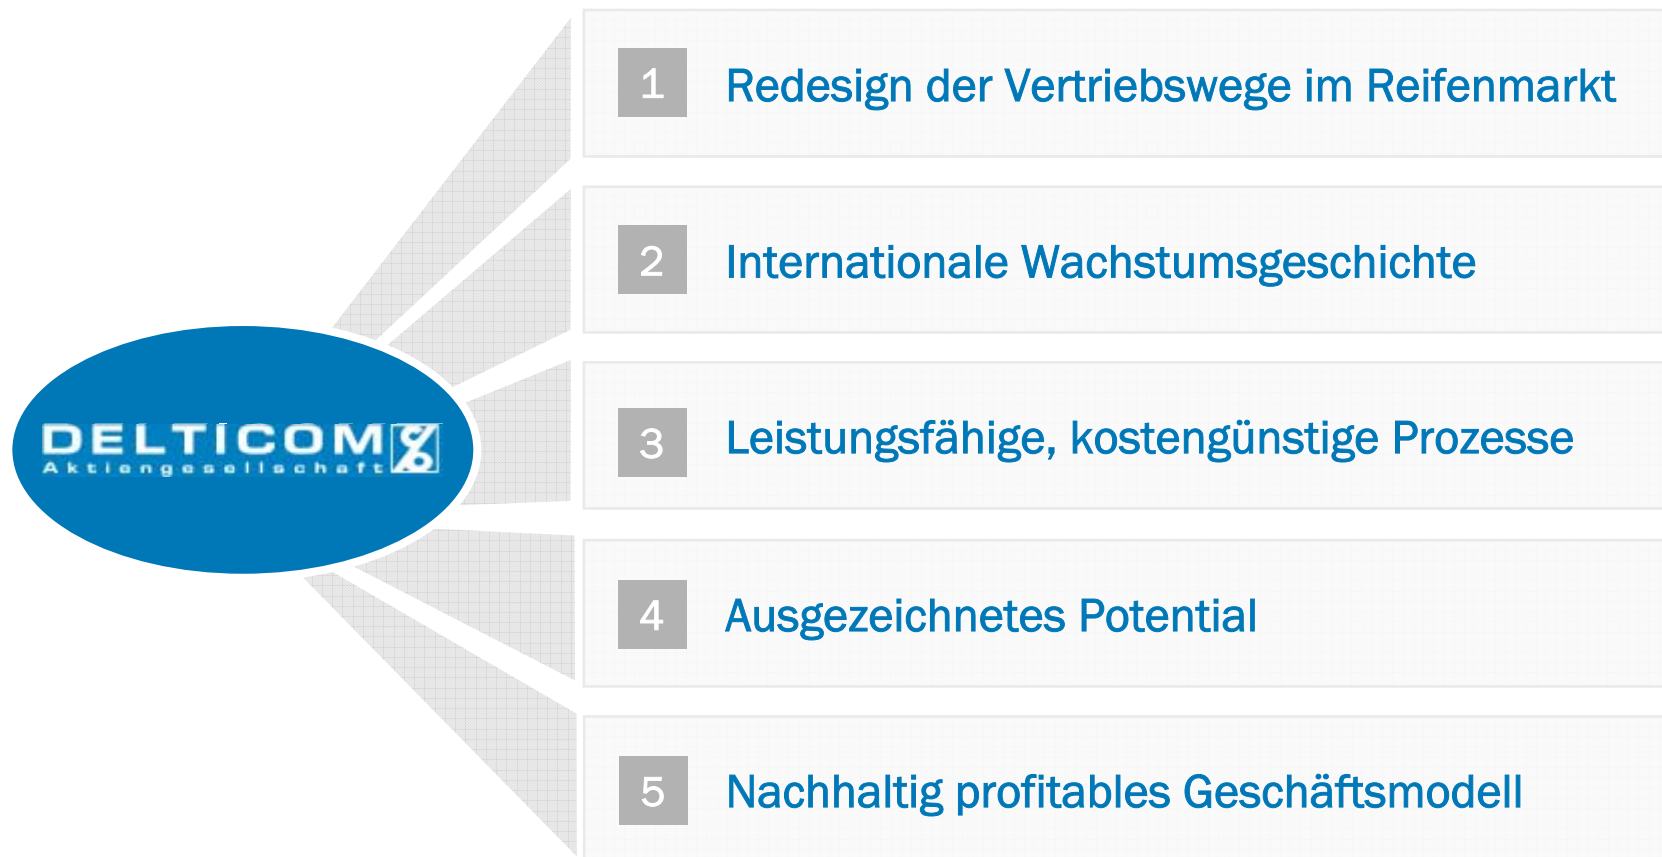 1 Redesign der Vertriebswege im Reifenmarkt
2 Internationale Wachstumsgeschichte
DELTICOM
Aktiengesellschaft
3 Leistungsfähige, kostengünstige Prozesse
4 Ausgezeichnetes Potential
5 Nachhaltig profitables Geschäftsmodell